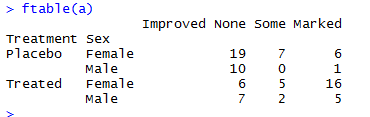 > ftable(a)
                 Improved None Some Marked
Treatment Sex
Placebo   Female            19    7      6
          Male              10    0      1
Treated   Female             6    5     16
          Male               7    2      5
>